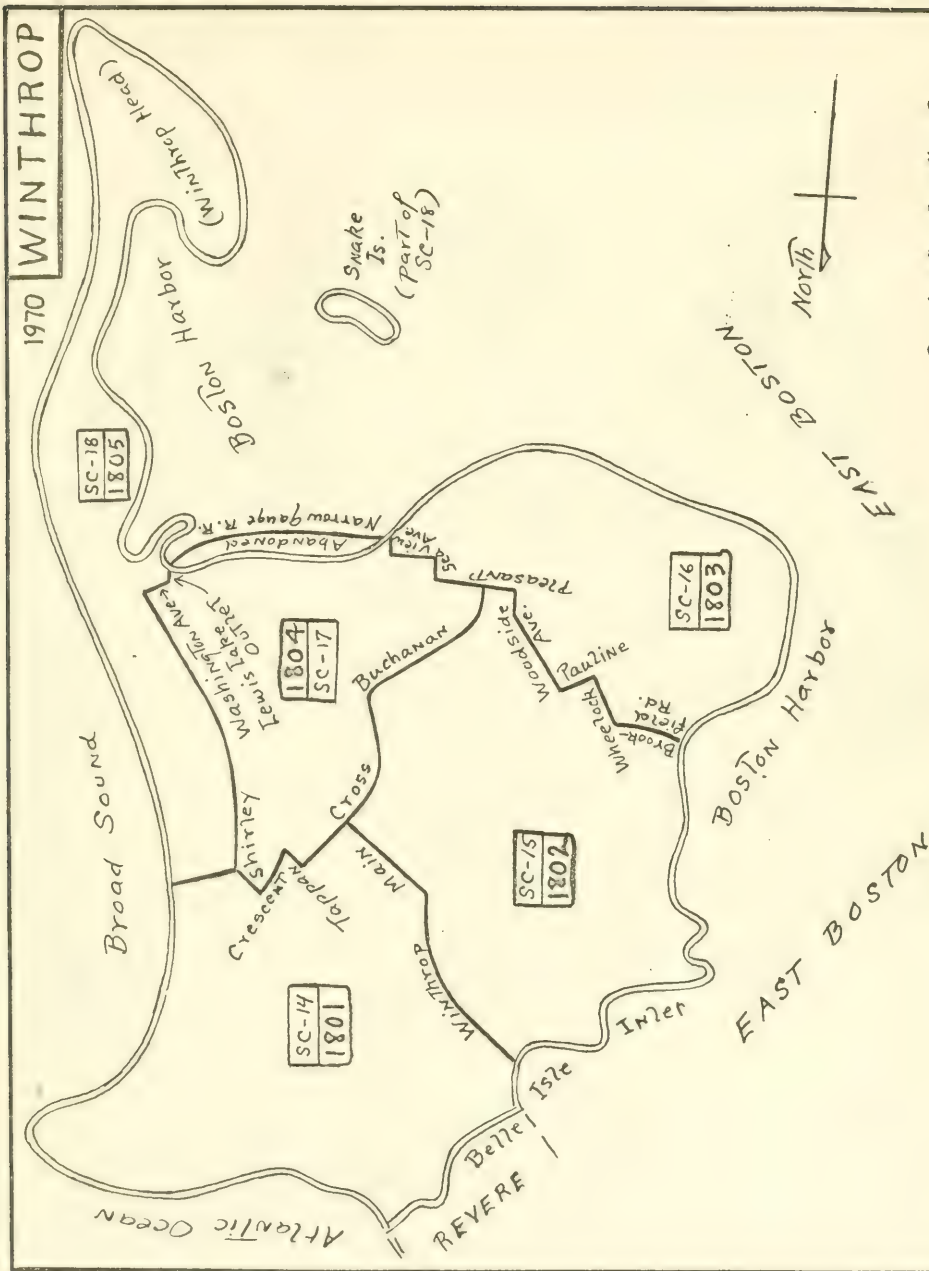 1970 WINTHROP
(Winthrop Head)
Snake
Is.
(Part of
SC-18)
Boston Harbor
North
EAST BOSTON
SC-18
1805
Abandoned
Narrow gauge R.R.
Sea View
Ave.
Pleasant
SC-16
1803
Washington Ave
Lewis Lake
Outlet
1804
SC-17
Buchanan
Woodside
Ave.
Pauline
Wheelock
Brook-
field
Rd.
Boston Harbor
Broad Sound
Shirley
Crescent
Tappan
Cross
Main
Winthrop
SC-15
1802
EAST BOSTON
SC-14
1801
Belle Isle Inlet
REVERE
Atlantic Ocean